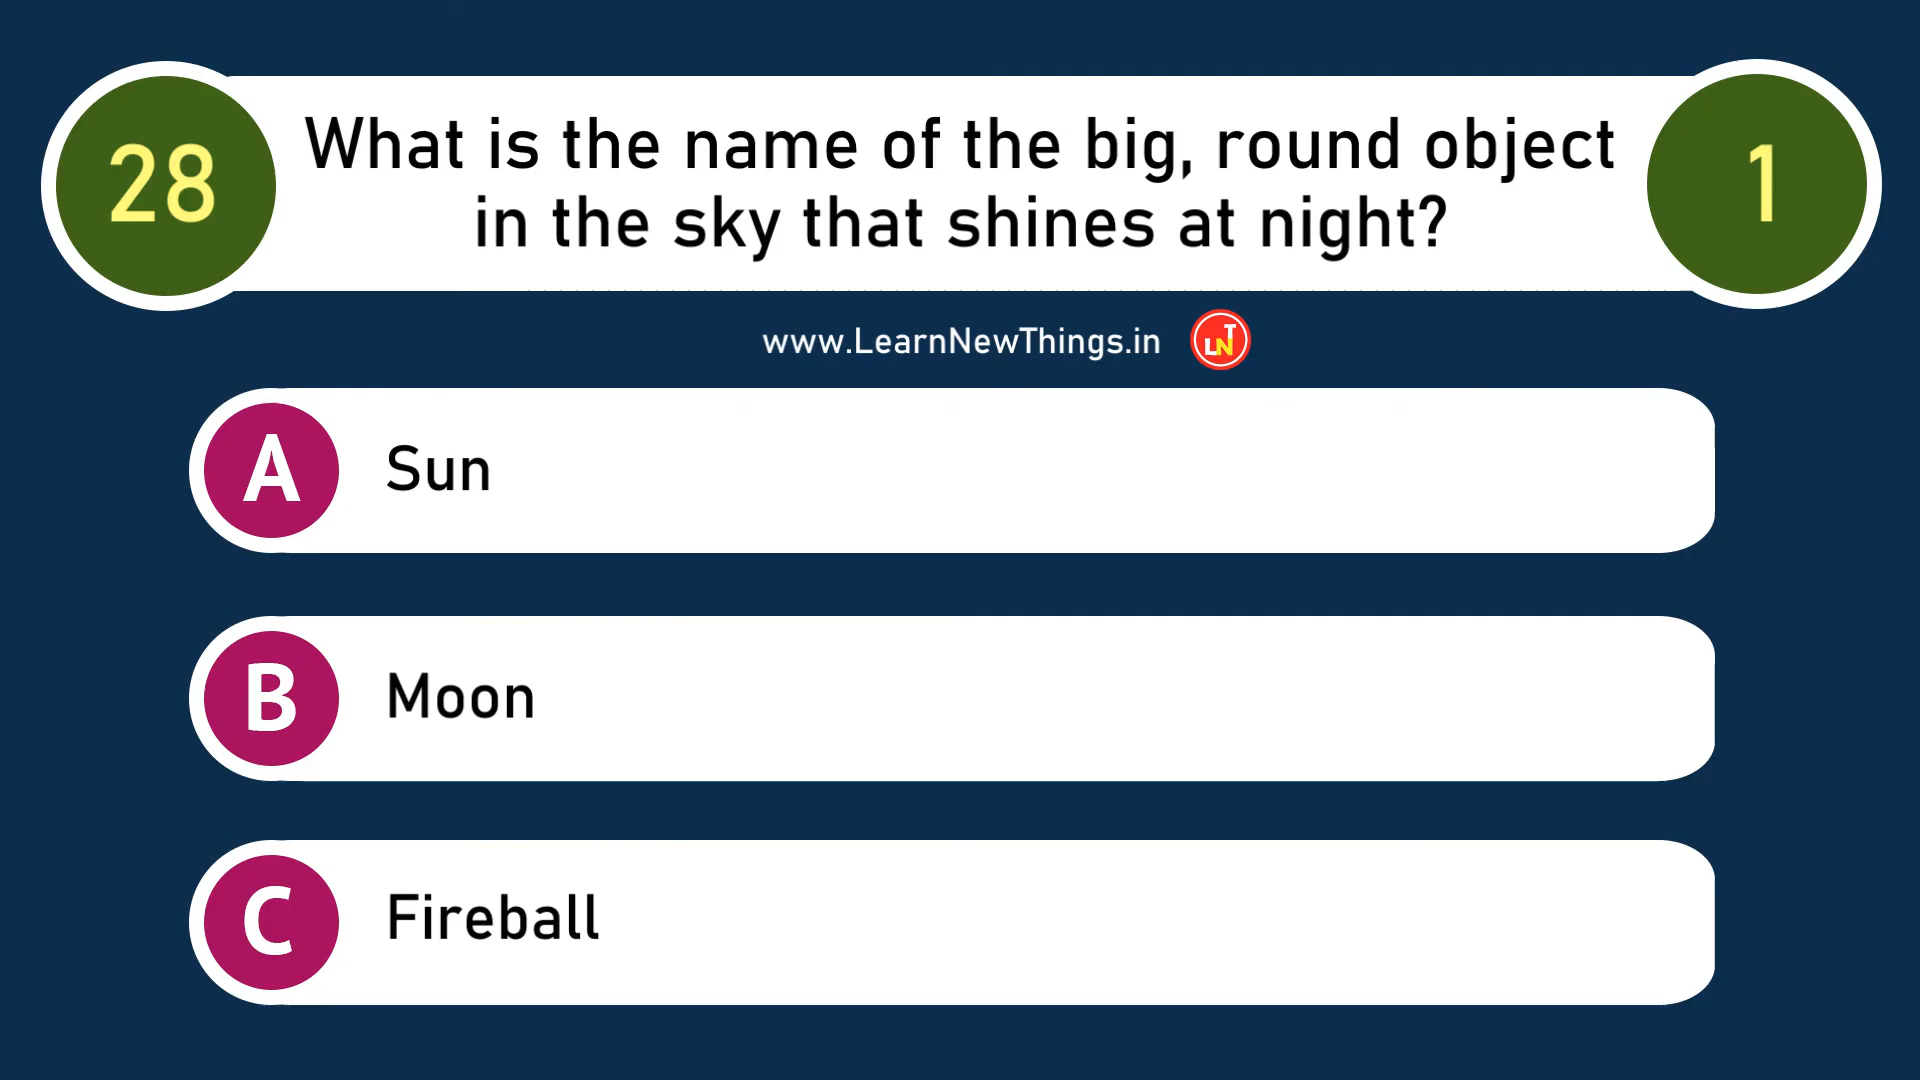 28
What is the name of the big, round object
in the sky that shines at night?
1
www.LearnNewThings.in
LNT
A
Sun
B
Moon
C
Fireball